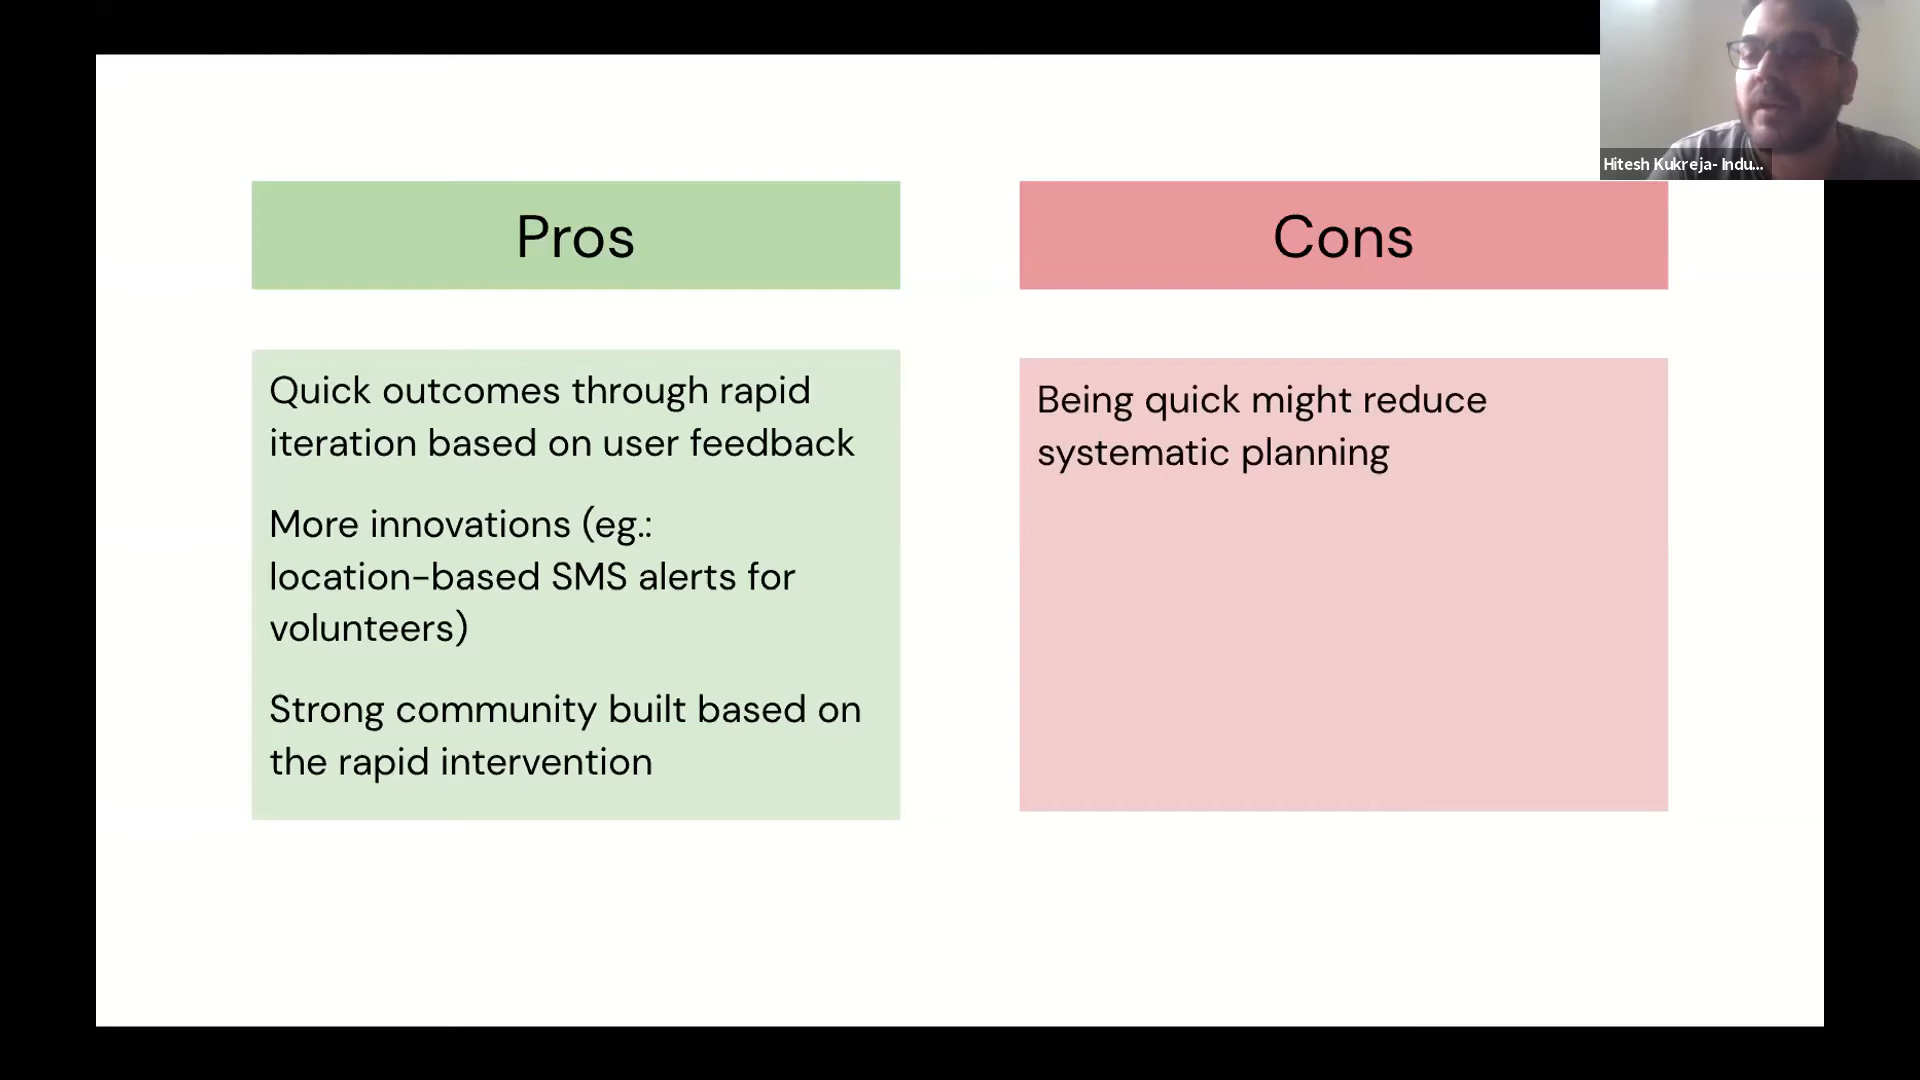 Hitesh Kukreja- Indu...
Pros
Quick outcomes through rapid
iteration based on user feedback
More innovations (eg.:
location-based SMS alerts for
volunteers)
Strong community built based on
the rapid intervention
Cons
Being quick might reduce
systematic planning